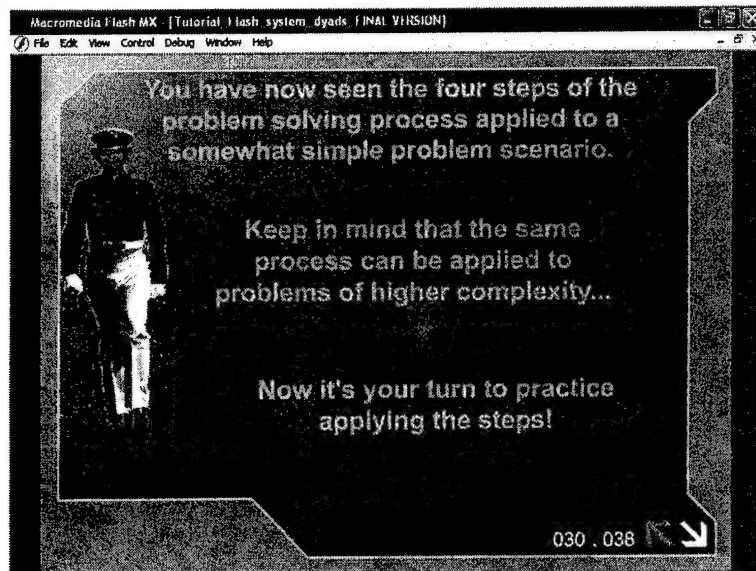 Macromedia Flash MX - [Tutorial_Flash_system_dyads_FINAL VERSION]
File Edit View Control Debug Window Help
You have now seen the four steps of the
problem solving process applied to a
somewhat simple problem scenario.
Keep in mind that the same
process can be applied to
problems of higher complexity...
Now it's your turn to practice
applying the steps!
030 . 038